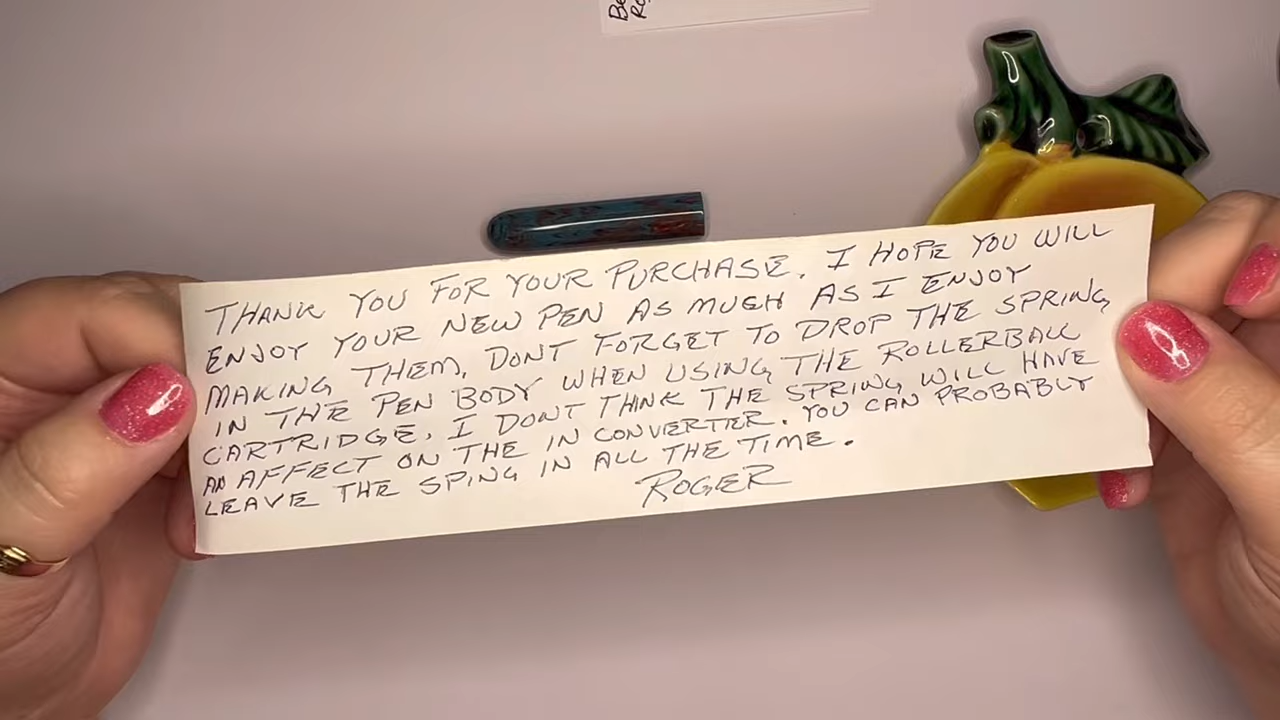 Be
Ro
THANK YOU FOR YOUR PURCHASE. I HOPE YOU WILL
ENJOY YOUR NEW PEN AS MUCH AS I ENJOY
MAKING THEM. DONT FORGET TO DROP THE SPRING
IN THE PEN BODY WHEN USING THE ROLLERBALL
CARTRIDGE. I DONT THINK THE SPRING WILL HAVE
AN AFFECT ON THE IN CONVERTER. YOU CAN PROBABLY
LEAVE THE SPING IN ALL THE TIME.
ROGER